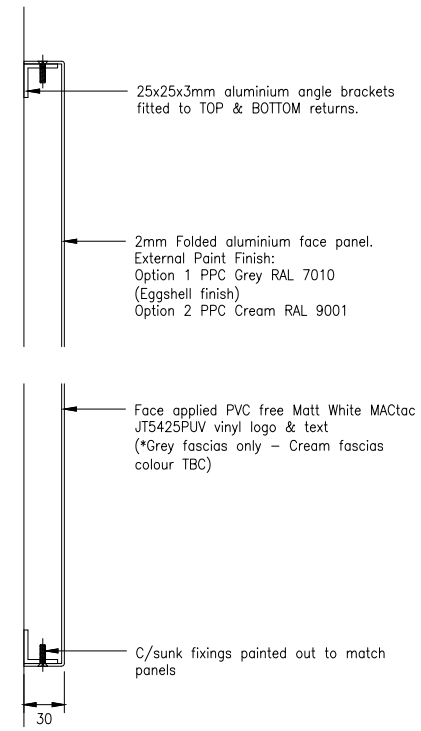 25x25x3mm aluminium angle brackets
fitted to TOP & BOTTOM returns.
2mm Folded aluminium face panel.
External Paint Finish:
Option 1 PPC Grey RAL 7010
(Eggshell finish)
Option 2 PPC Cream RAL 9001
Face applied PVC free Matt White MACtac
JT5425PUV vinyl logo & text
(*Grey fascias only – Cream fascias
colour TBC)
C/sunk fixings painted out to match
panels
30